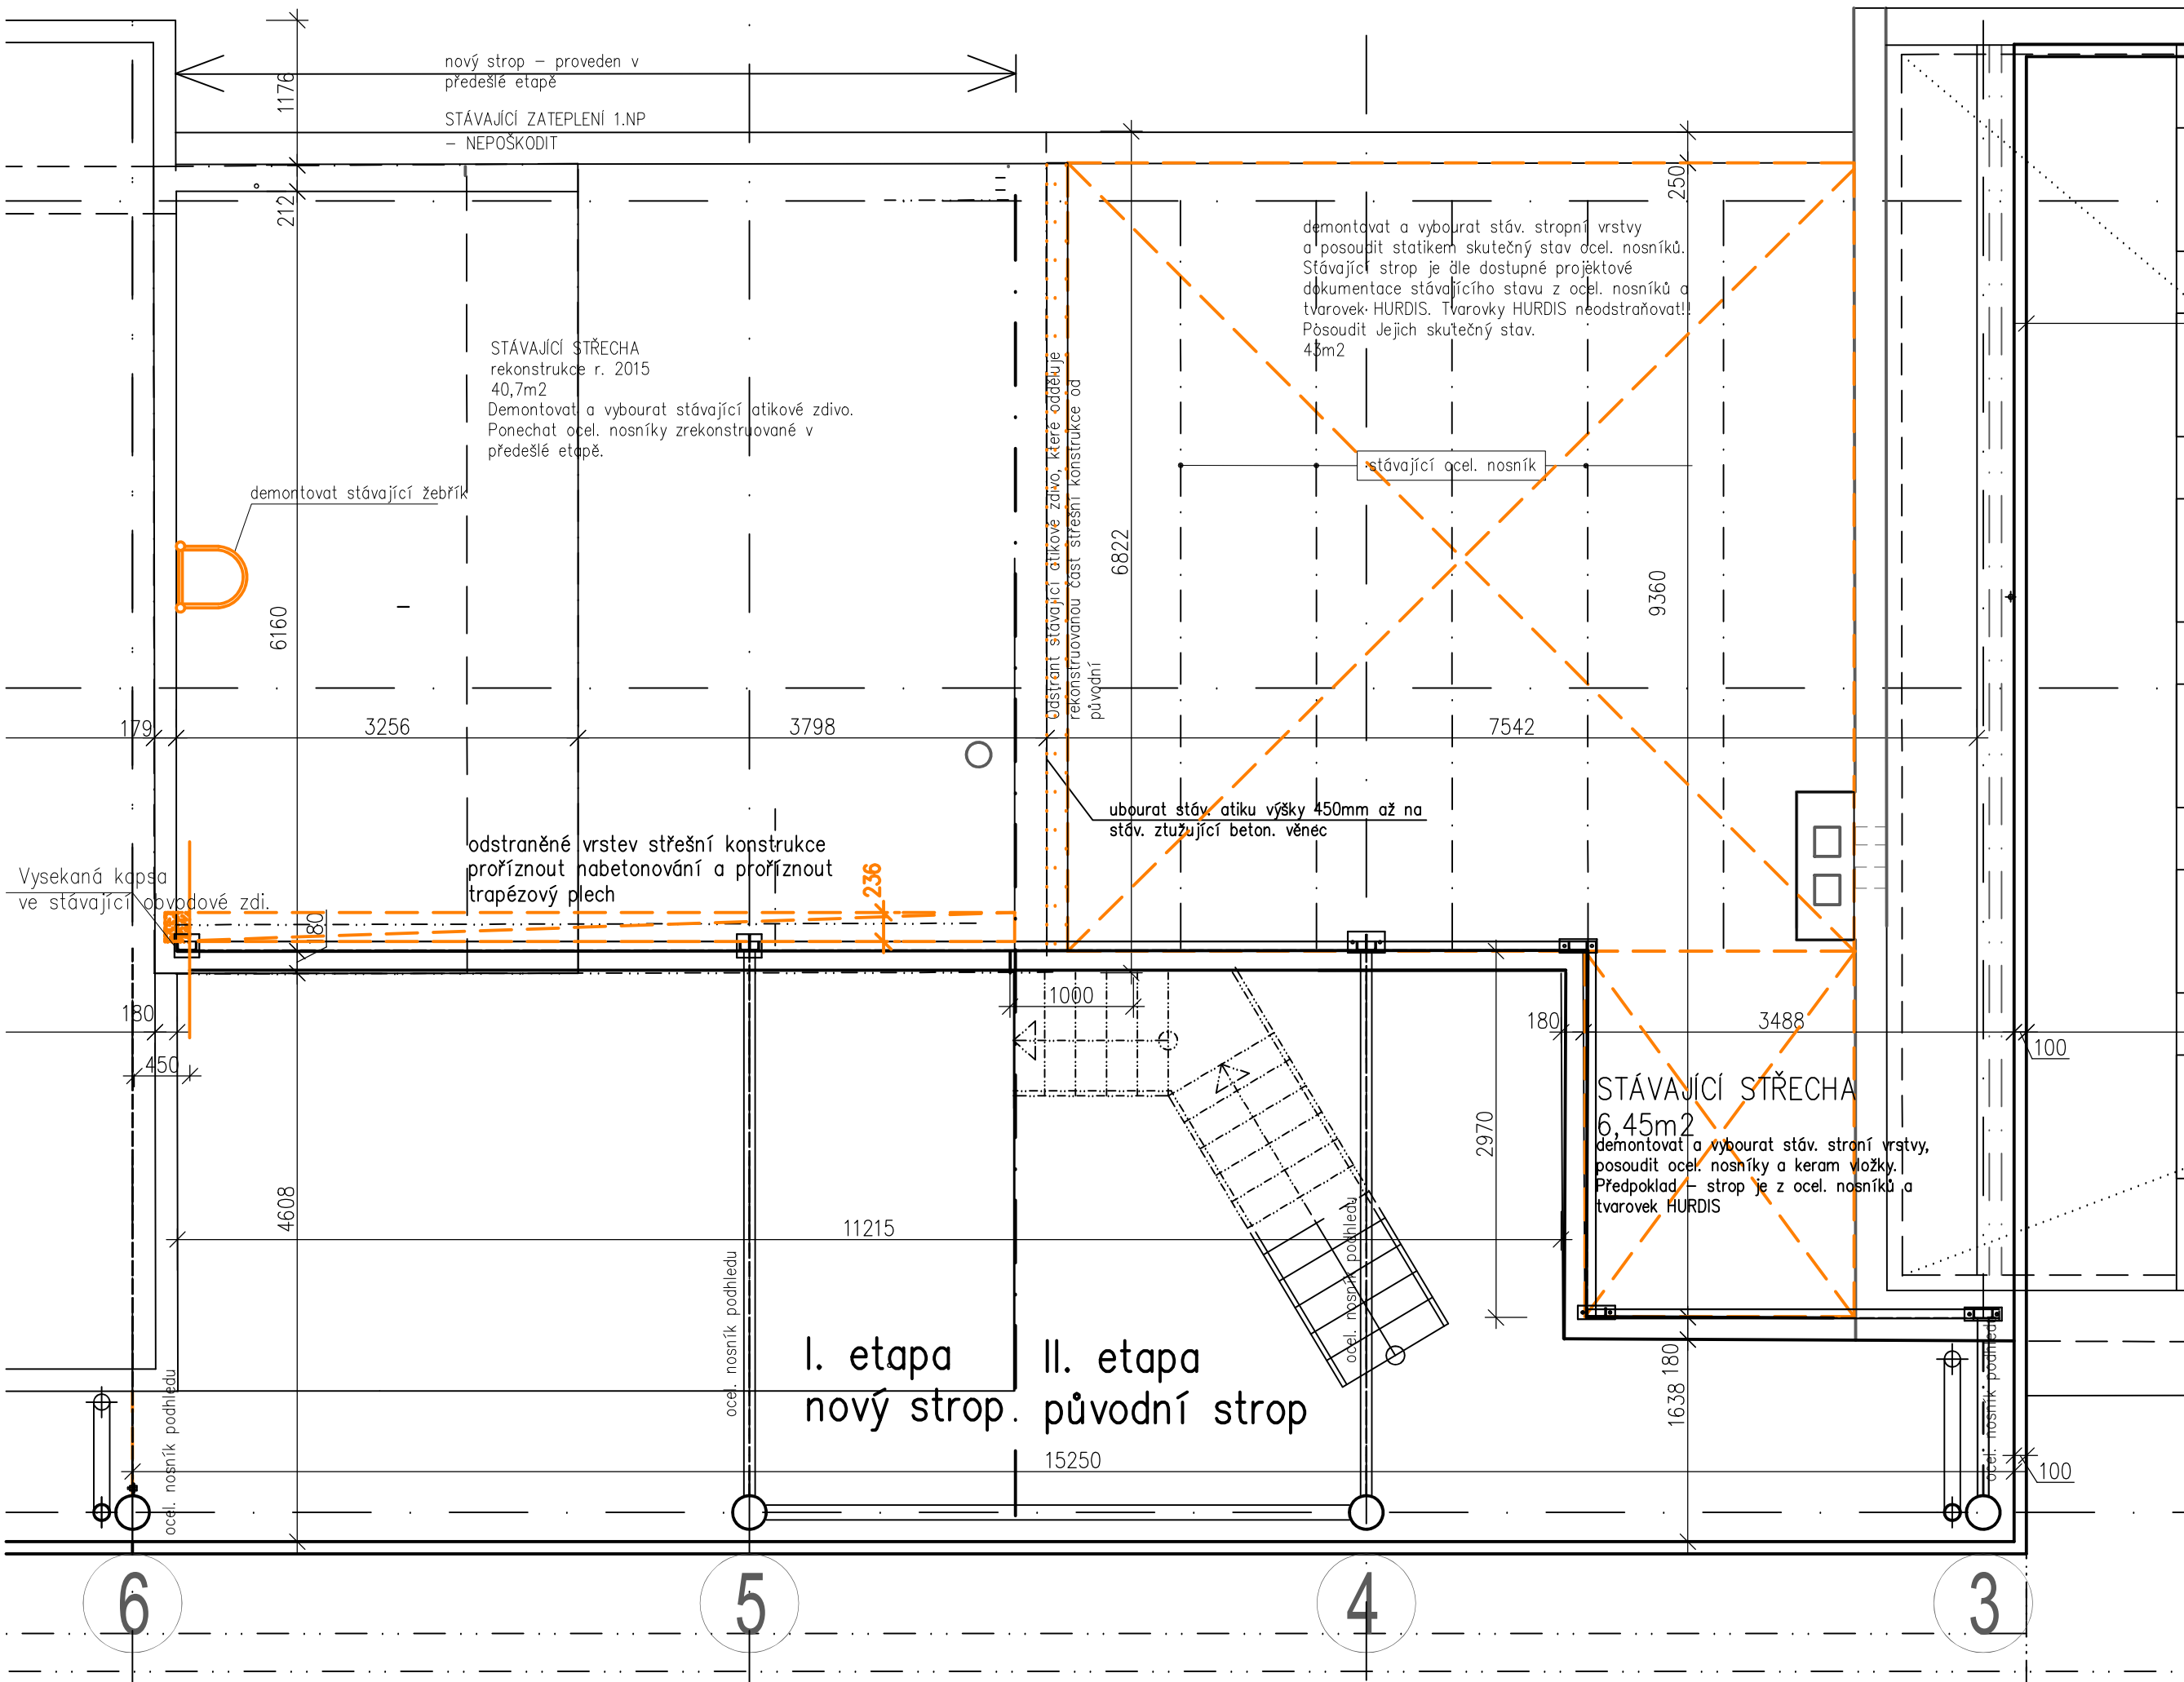 nový strop – proveden v
předešlé etapě
STÁVAJÍCÍ ZATEPLENÍ 1.NP
– NEPOŠKODIT
1176
212
250
demontovat a vybourat stáv. stropní vrstvy
a posoudit statikem skutečný stav ocel. nosníků.
Stávající strop je dle dostupné projektové
dokumentace stávajícího stavu z ocel. nosníků a
tvarovek HURDIS. Tvarovky HURDIS neodstraňovat!!
Posoudit Jejich skutečný stav.
43m2
STÁVAJÍCÍ STŘECHA
rekonstrukce r. 2015
40,7m2
Demontovat a vybourat stávající atikové zdivo.
Ponechat ocel. nosníky zrekonstruované v
předešlé etapě.
Odstranit stávající atikové zdivo, které odděluje
rekonstruovanou část střešní konstrukce od
původní
stávající ocel. nosník
demontovat stávající žebřík
6822
9360
6160
179
3256
3798
7542
ubourat stáv. atiku výšky 450mm až na
stáv. ztužující beton. věnec
odstraněné vrstev střešní konstrukce
proříznout nabetonování a proříznout
trapézový plech
236
Vysekaná kapsa
ve stávající obvodové zdi.
180
1000
180
180
3488
100
450
STÁVAJÍCÍ STŘECHA
6,45m2
demontovat a vybourat stáv. stroní vrstvy,
posoudit ocel. nosníky a keram vložky.
Předpoklad – strop je z ocel. nosníků a
tvarovek HURDIS
2970
4608
11215
ocel. nosník podhledu
ocel. nosník podhledu
ocel. nosník podhledu
ocel. nosník podhledu
I. etapa
nový strop.
II. etapa
původní strop
180
1638
15250
100
6
5
4
3